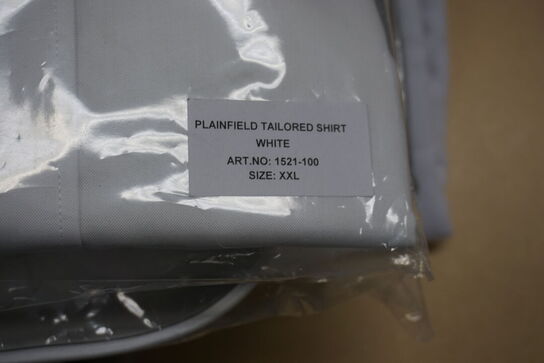 PLAINFIELD TAILORED SHIRT
WHITE
ART.NO: 1521-100
SIZE: XXL